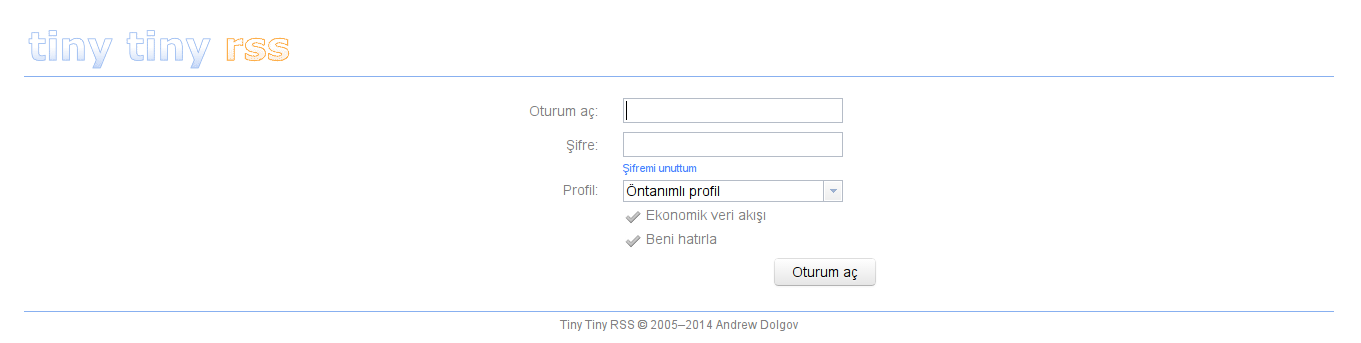 tiny tiny rss
Oturum aç:
Şifre:
Şifremi unuttum
Profil: Öntanımlı profil
Ekonomik veri akışı
Beni hatırla
Oturum aç
Tiny Tiny RSS © 2005–2014 Andrew Dolgov